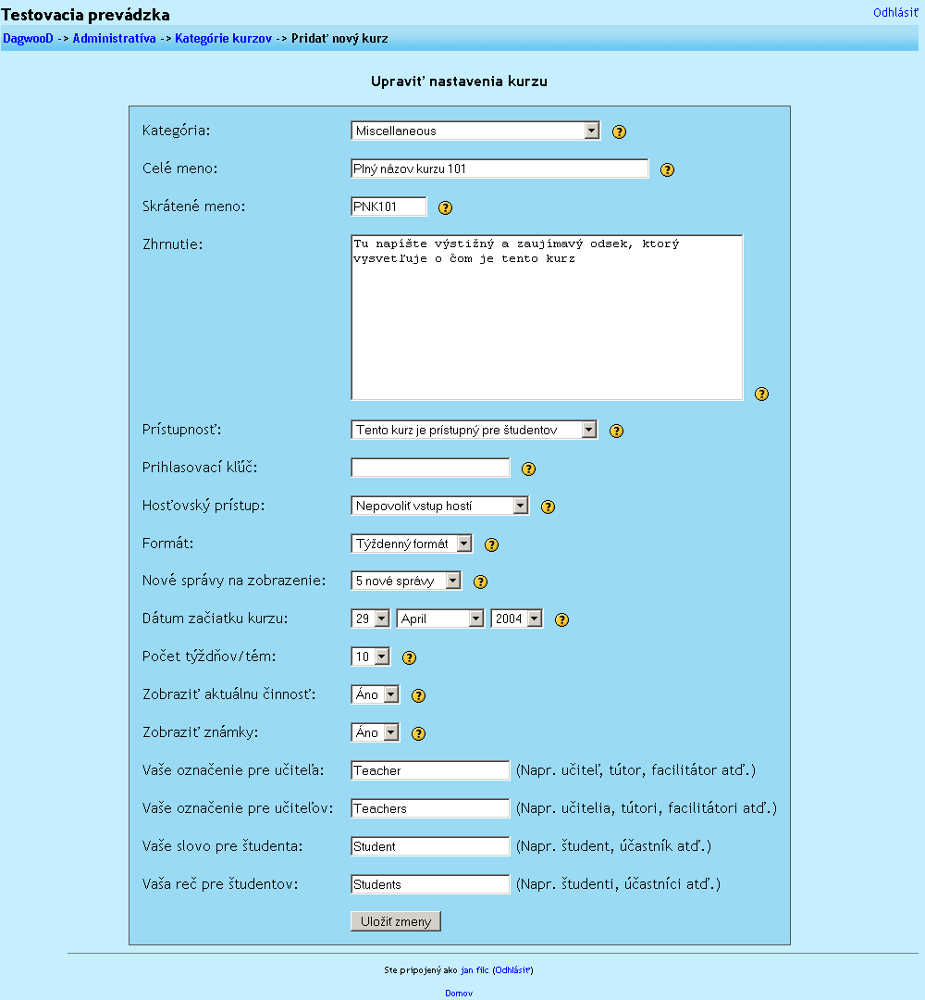 Testovacia prevádzka
Odhlásiť
DagwooD -> Administratíva -> Kategórie kurzov -> Pridať nový kurz
Upraviť nastavenia kurzu
Kategória: Miscellaneous ?
Celé meno: Plný názov kurzu 101 ?
Skrátené meno: PNK101 ?
Zhrnutie: Tu napíšte výstižný a zaujímavý odsek, ktorý
vysvetľuje o čom je tento kurz
?
Prístupnosť: Tento kurz je prístupný pre študentov ?
Prihlasovací kľúč: ?
Hosťovský prístup: Nepovoliť vstup hostí ?
Formát: Týždenný formát ?
Nové správy na zobrazenie: 5 nové správy ?
Dátum začiatku kurzu: 29 April 2004 ?
Počet týždňov/tém: 10 ?
Zobraziť aktuálnu činnosť: Áno ?
Zobraziť známky: Áno ?
Vaše označenie pre učiteľa: Teacher (Napr. učiteľ, tútor, facilitátor atď.)
Vaše označenie pre učiteľov: Teachers (Napr. učitelia, tútori, facilitátori atď.)
Vaše slovo pre študenta: Student (Napr. študent, účastník atď.)
Vaša reč pre študentov: Students (Napr. študenti, účastníci atď.)
Uložiť zmeny
Ste pripojený ako jan filc (Odhlásiť)
Domov